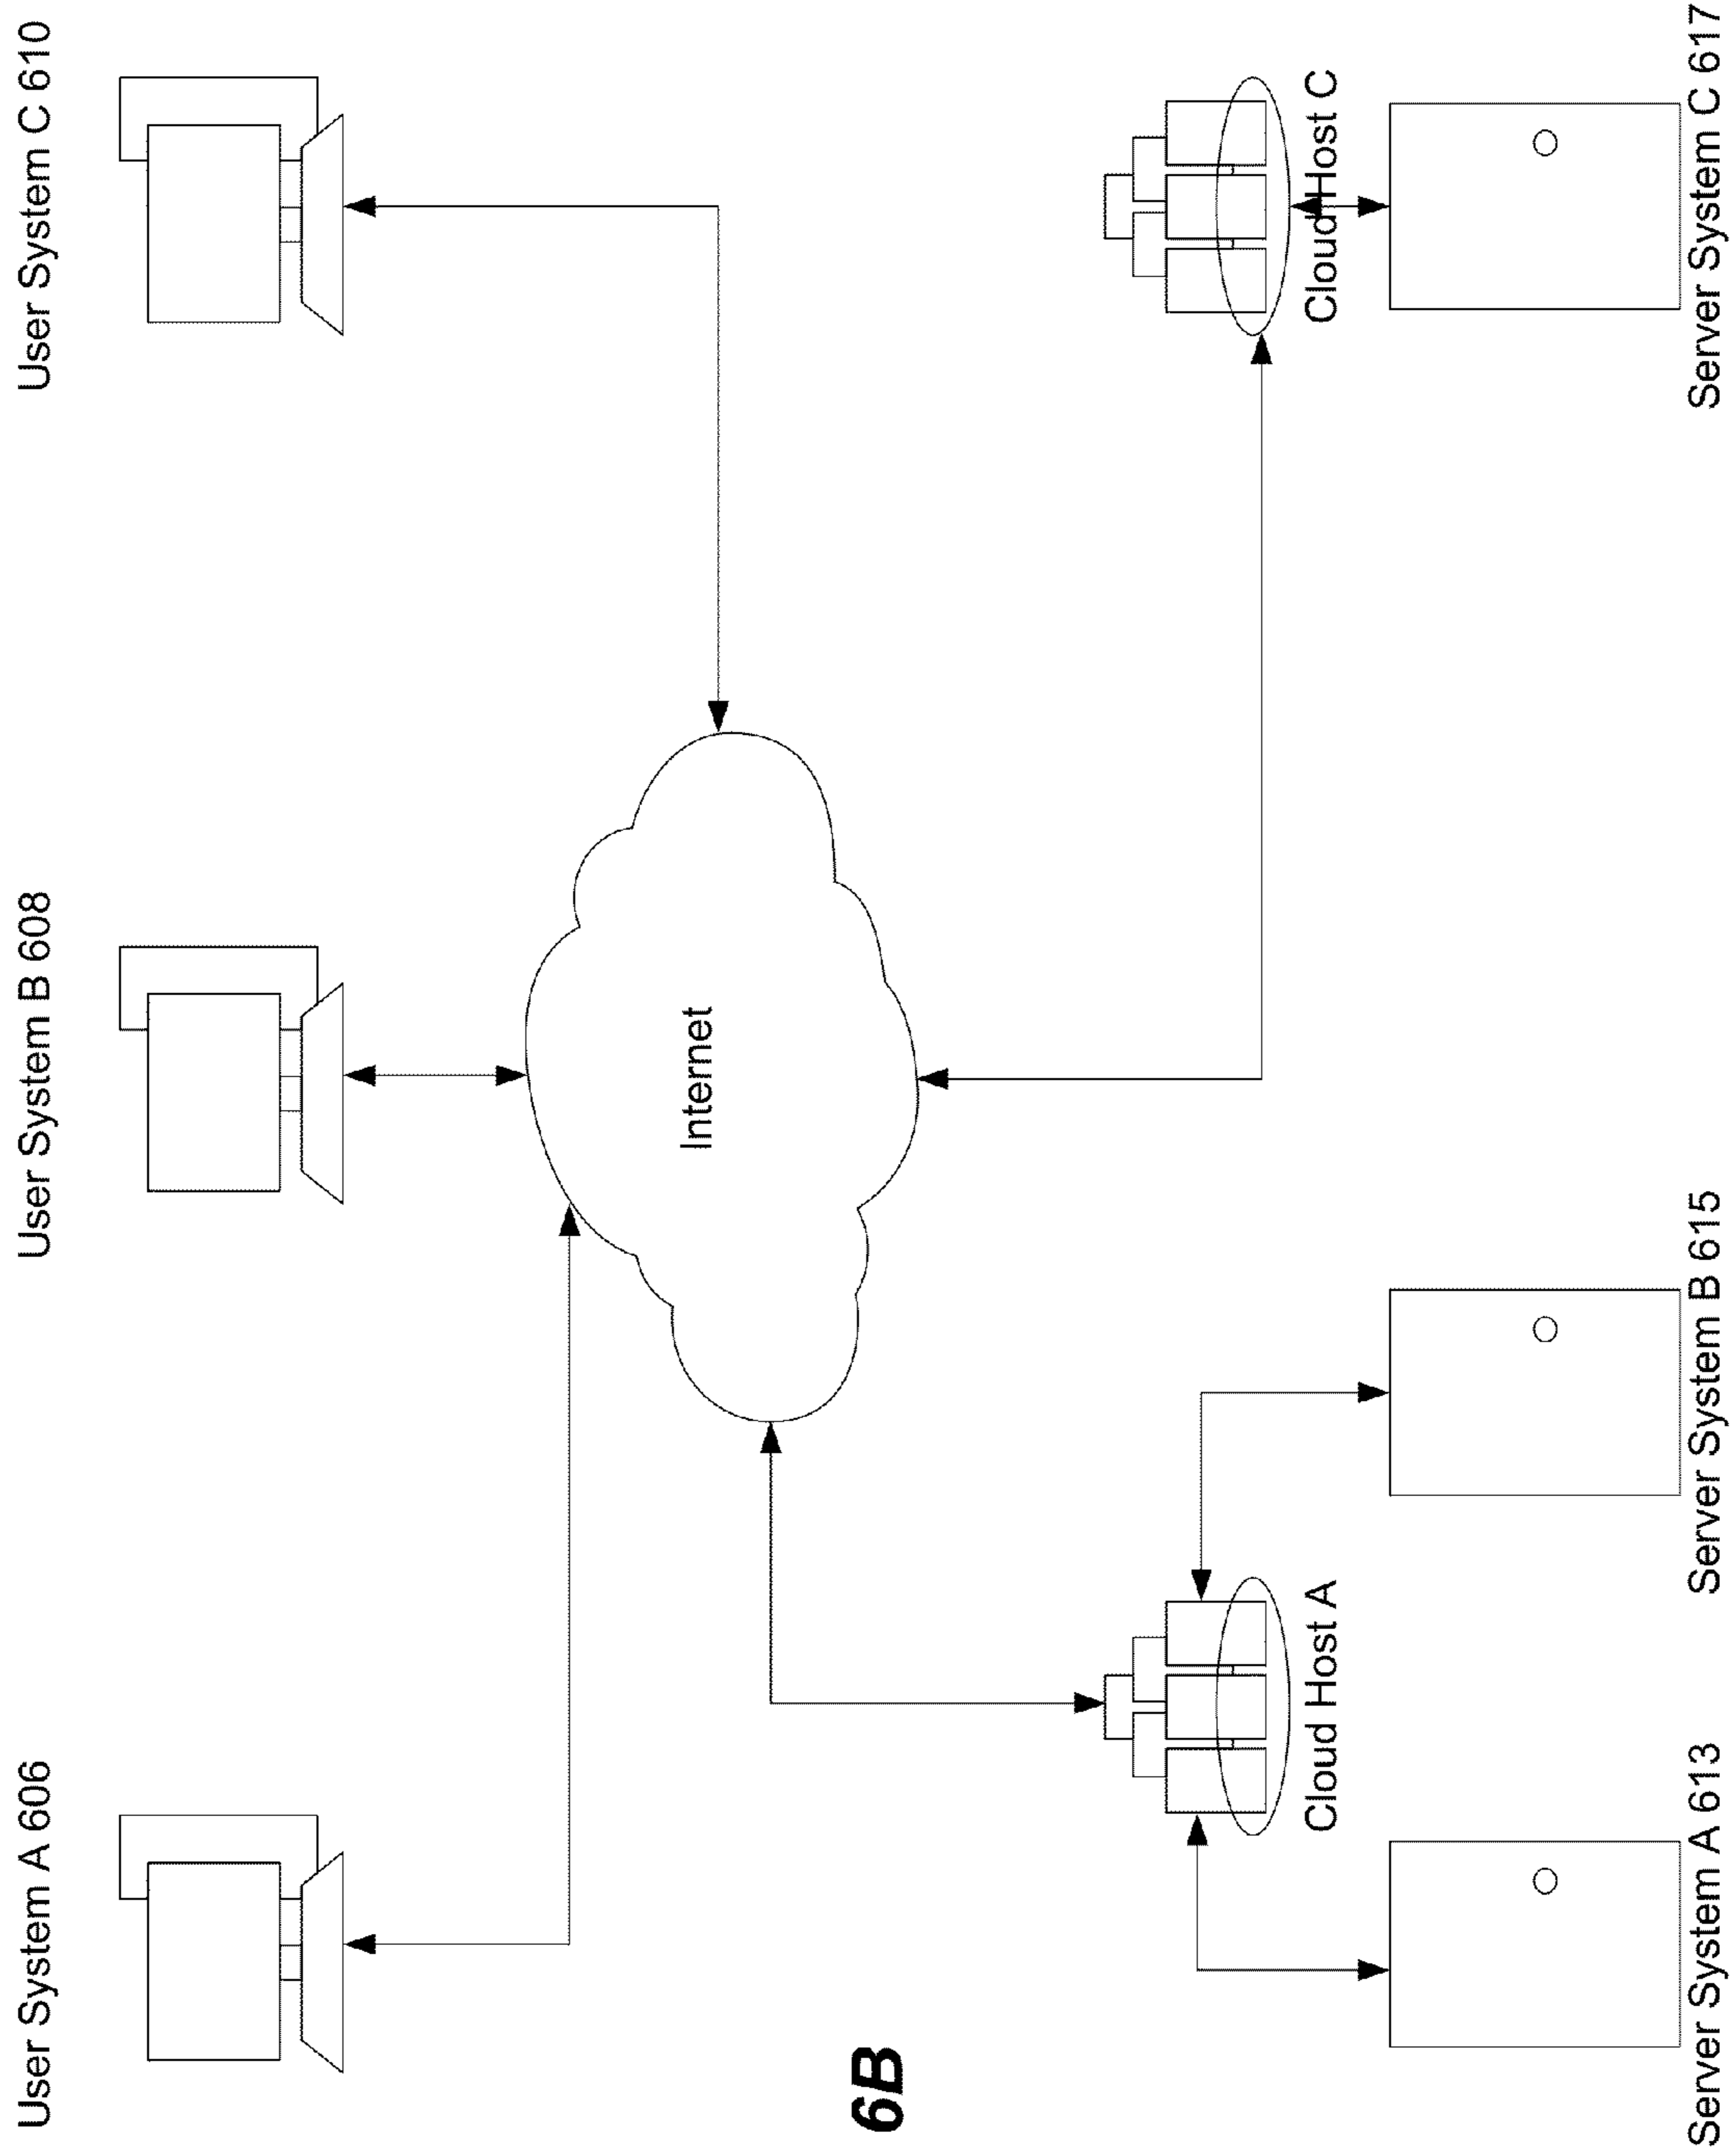 User System A 606
User System B 608
User System C 610
Internet
6B
Cloud Host A
Cloud Host C
Server System A 613
Server System B 615
Server System C 617